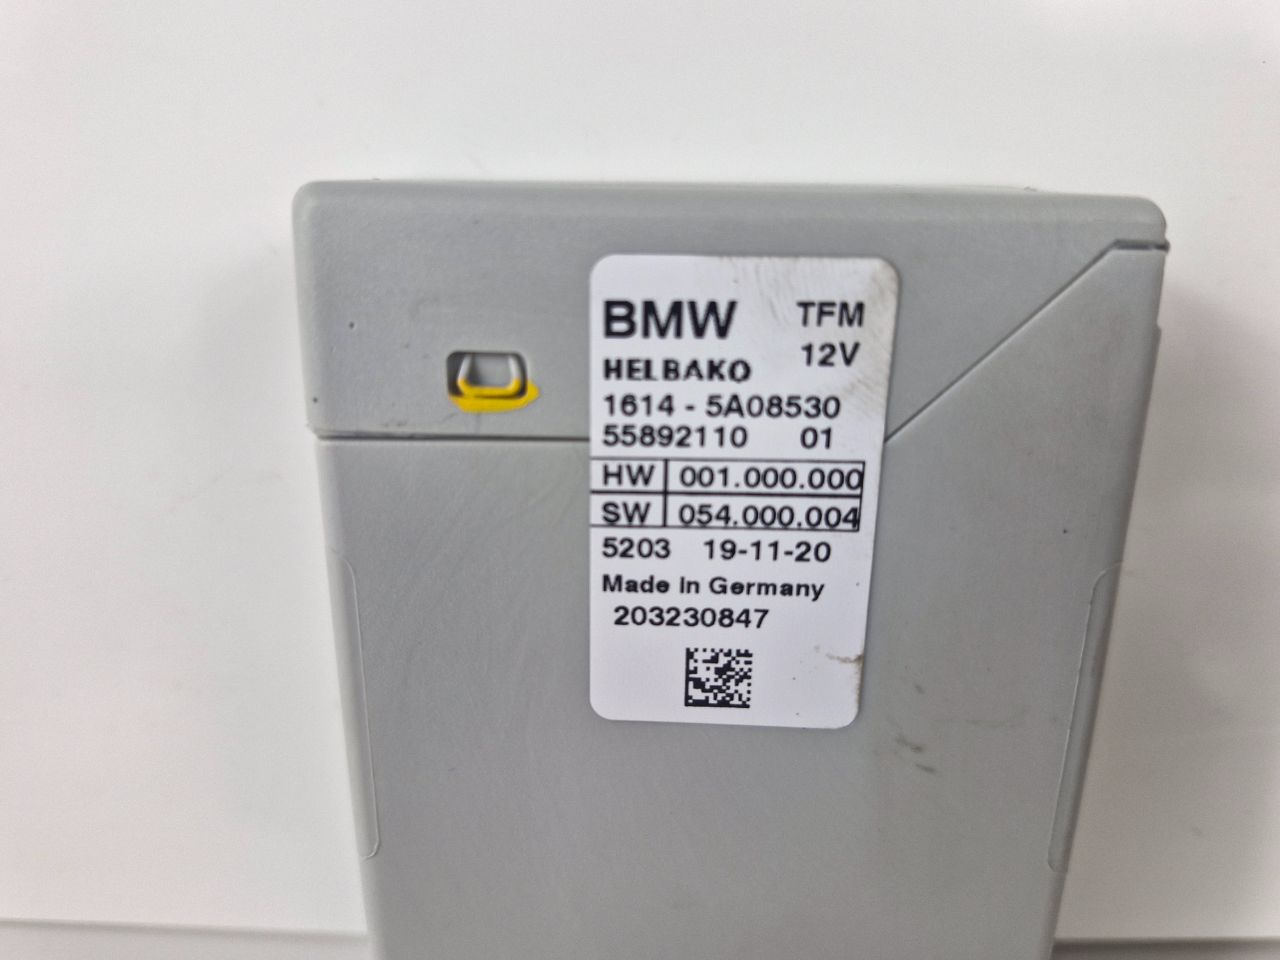 BMW TFM
12V
HELBAKO
1614 - 5A08530
55892110 01
HW 001.000.000
SW 054.000.004
5203 19-11-20
Made In Germany
203230847